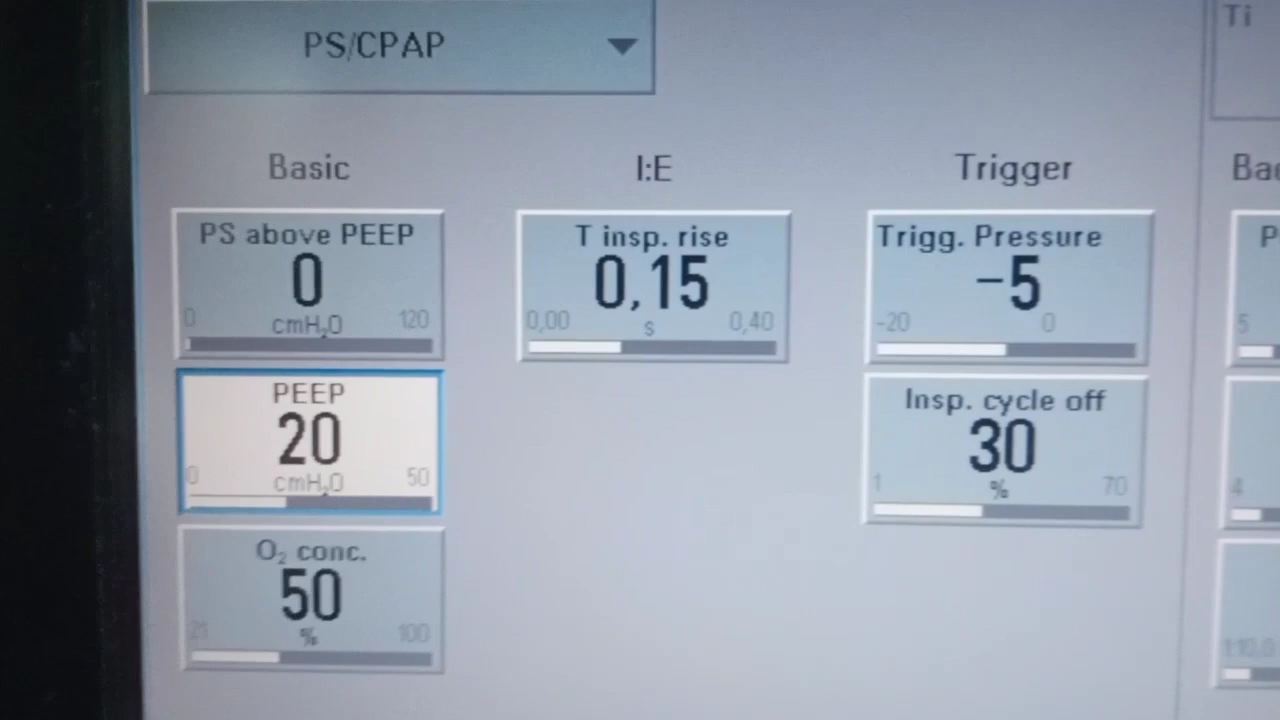 PS/CPAP
Ti
Basic
I:E
Trigger
PS above PEEP
0
0 cmH₂O 120
T insp. rise
0,15
0,00 s 0,40
Trigg. Pressure
-5
-20 0
P
5
PEEP
20
0 cmH₂O 50
Insp. cycle off
30
1 % 70
4
O₂ conc.
50
21 % 100